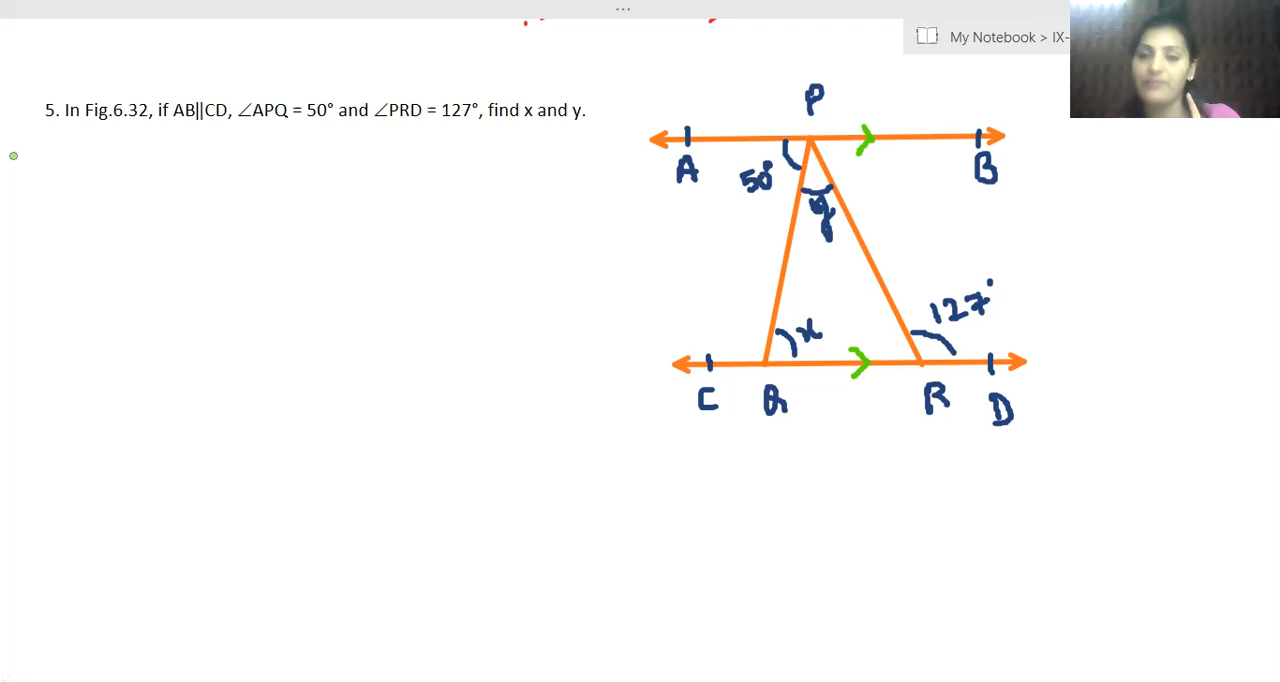 ...
My Notebook > IX-
5. In Fig.6.32, if AB||CD, ∠APQ = 50° and ∠PRD = 127°, find x and y.
P
A
B
50°
y
x
127°
C
Q
R
D